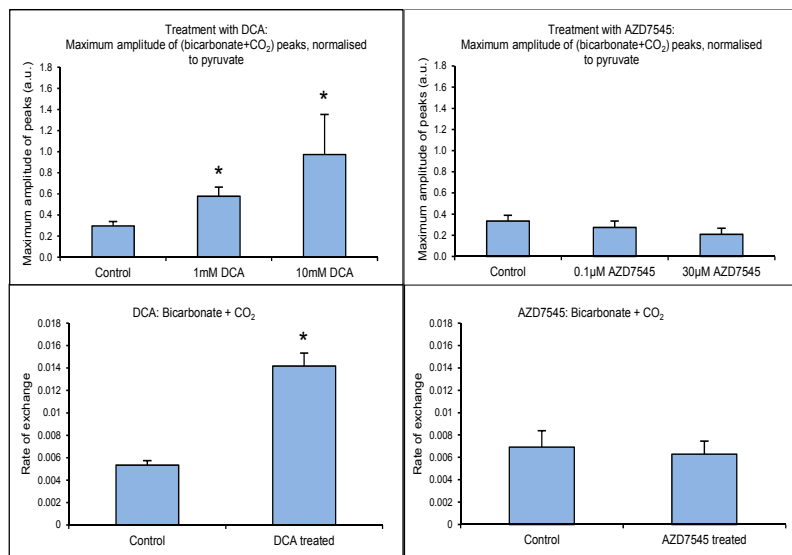 Treatment with DCA:
Maximum amplitude of (bicarbonate+CO₂) peaks, normalised
to pyruvate
Maximum amplitude of peaks (a.u.)
1.8
1.6
1.4
1.2
1.0
0.8
0.6
0.4
0.2
0
*
*
Control
1mM DCA
10mM DCA
Treatment with AZD7545:
Maximum amplitude of (bicarbonate+CO₂) peaks, normalised
to pyruvate
Maximum amplitude of peaks (a.u.)
1.8
1.6
1.4
1.2
1.0
0.8
0.6
0.4
0.2
0
Control
0.1µM AZD7545
30µM AZD7545
DCA: Bicarbonate + CO₂
Rate of exchange
0.018
0.016
0.014
0.012
0.01
0.008
0.006
0.004
0.002
0
*
Control
DCA treated
AZD7545: Bicarbonate + CO₂
Rate of exchange
0.018
0.016
0.014
0.012
0.01
0.008
0.006
0.004
0.002
0
Control
AZD7545 treated